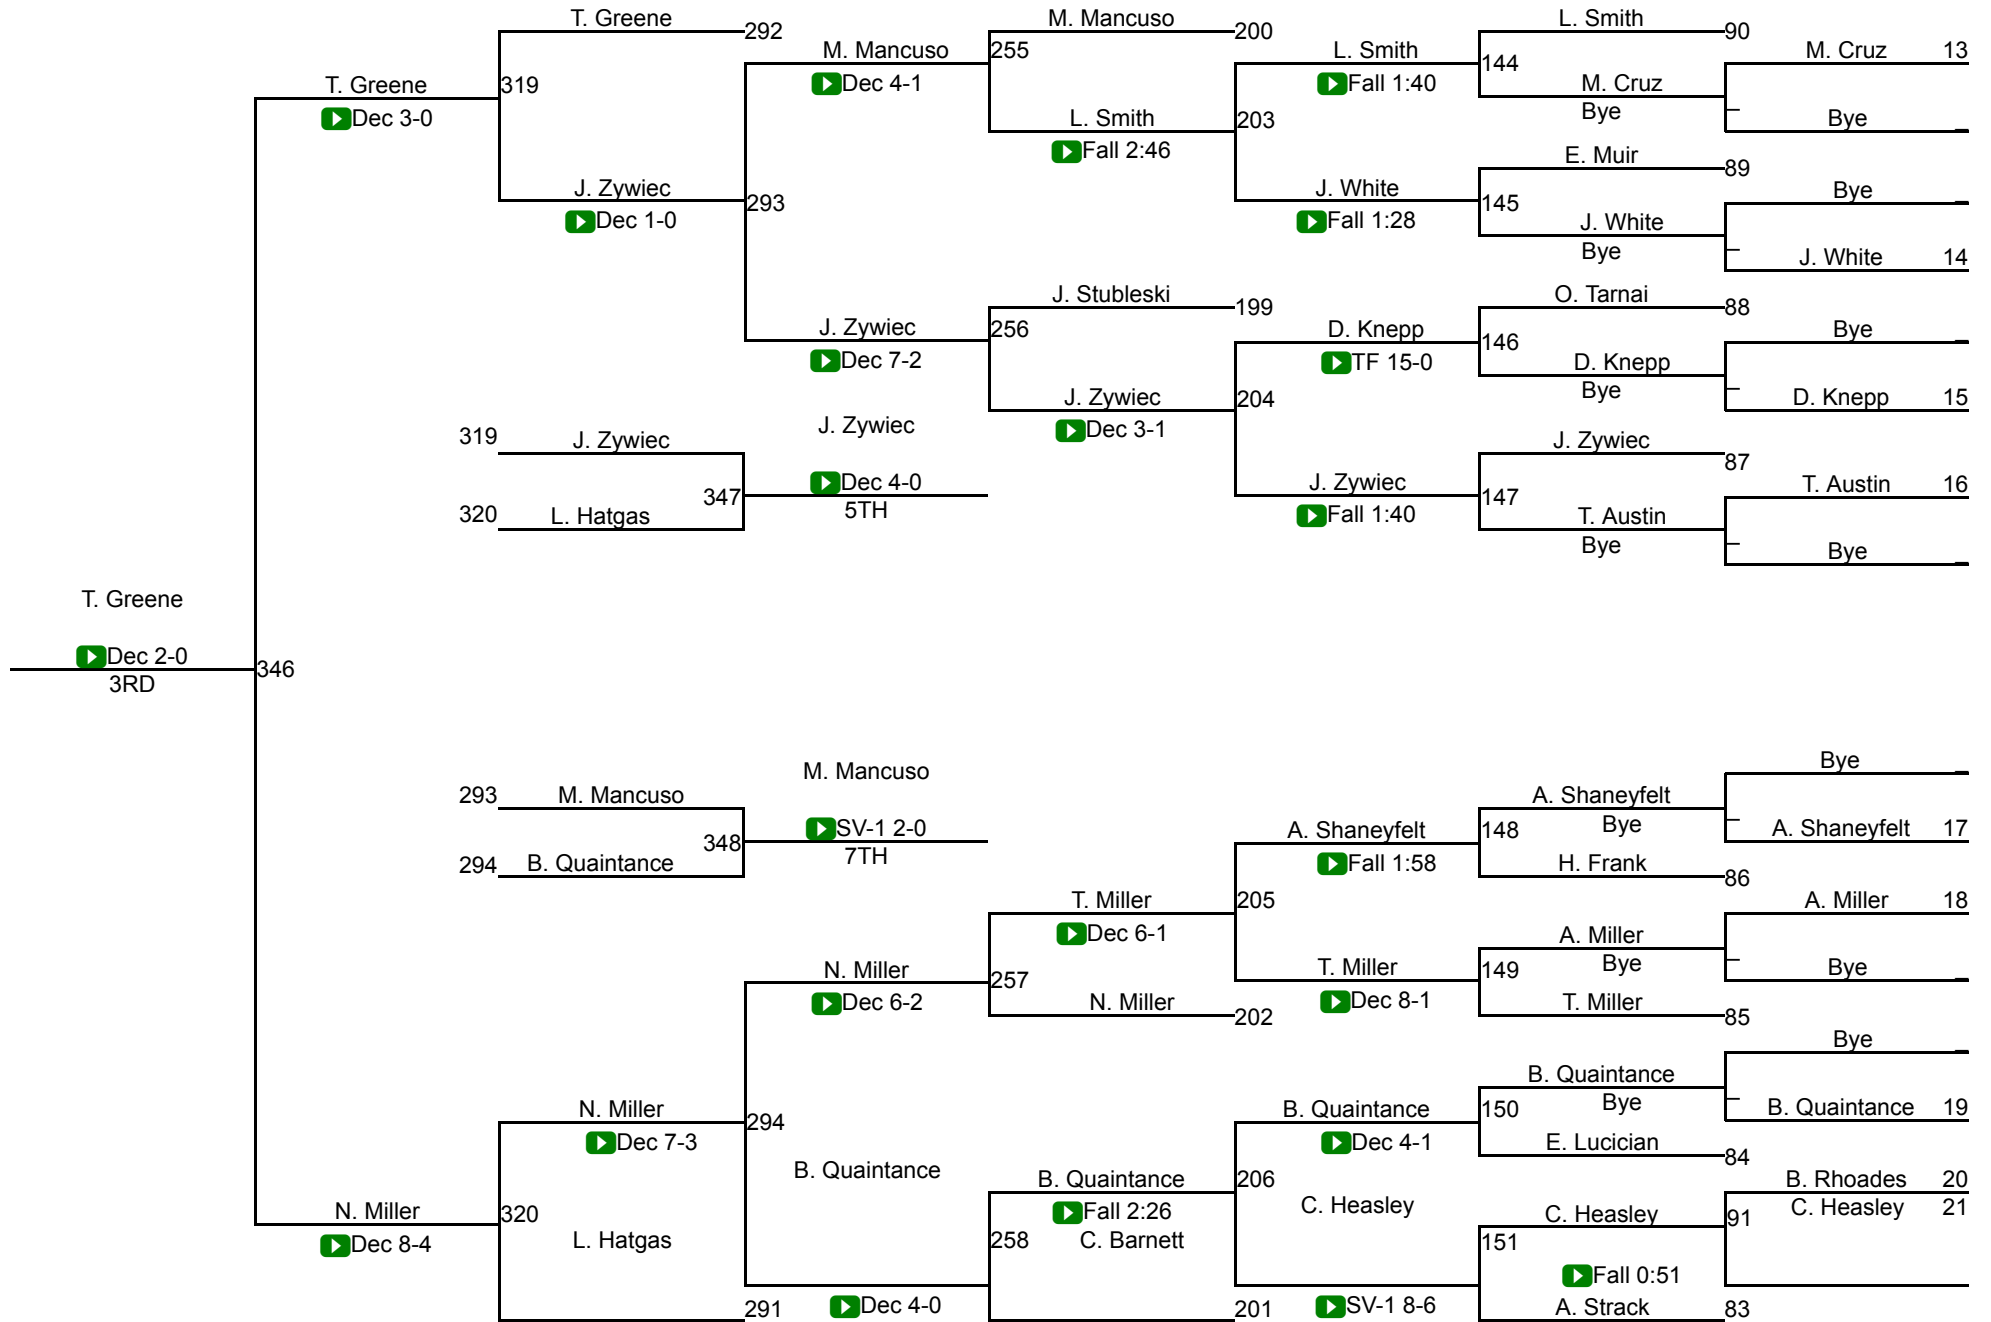 T. Greene
292
M. Mancuso
200
L. Smith
90
M. Mancuso
255
L. Smith
M. Cruz
13
Dec 4-1
Fall 1:40
144
T. Greene
319
M. Cruz
Dec 3-0
L. Smith
203
Bye
Bye
Fall 2:46
E. Muir
89
J. Zywiec
293
J. White
145
Bye
Dec 1-0
Fall 1:28
J. White
Bye
J. White
14
J. Stubleski
199
O. Tarnai
88
J. Zywiec
256
D. Knepp
146
Bye
Dec 7-2
TF 15-0
D. Knepp
Bye
J. Zywiec
204
D. Knepp
15
J. Zywiec
Dec 3-1
319
J. Zywiec
J. Zywiec
87
Dec 4-0
J. Zywiec
T. Austin
16
347
5TH
147
320
L. Hatgas
Fall 1:40
T. Austin
Bye
Bye
T. Greene
Dec 2-0
346
3RD
M. Mancuso
Bye
293
M. Mancuso
A. Shaneyfelt
SV-1 2-0
A. Shaneyfelt
148
Bye
A. Shaneyfelt
17
348
7TH
294
B. Quaintance
Fall 1:58
H. Frank
86
T. Miller
205
A. Miller
18
Dec 6-1
A. Miller
N. Miller
257
T. Miller
149
Bye
Bye
Dec 6-2
N. Miller
202
Dec 8-1
T. Miller
85
Bye
B. Quaintance
N. Miller
294
B. Quaintance
150
Bye
B. Quaintance
19
Dec 7-3
Dec 4-1
E. Lucician
84
B. Quaintance
B. Quaintance
206
B. Rhoades
20
N. Miller
320
Fall 2:26
C. Heasley
C. Heasley
91
C. Heasley
21
Dec 8-4
L. Hatgas
258
C. Barnett
151
Fall 0:51
291
Dec 4-0
201
SV-1 8-6
A. Strack
83